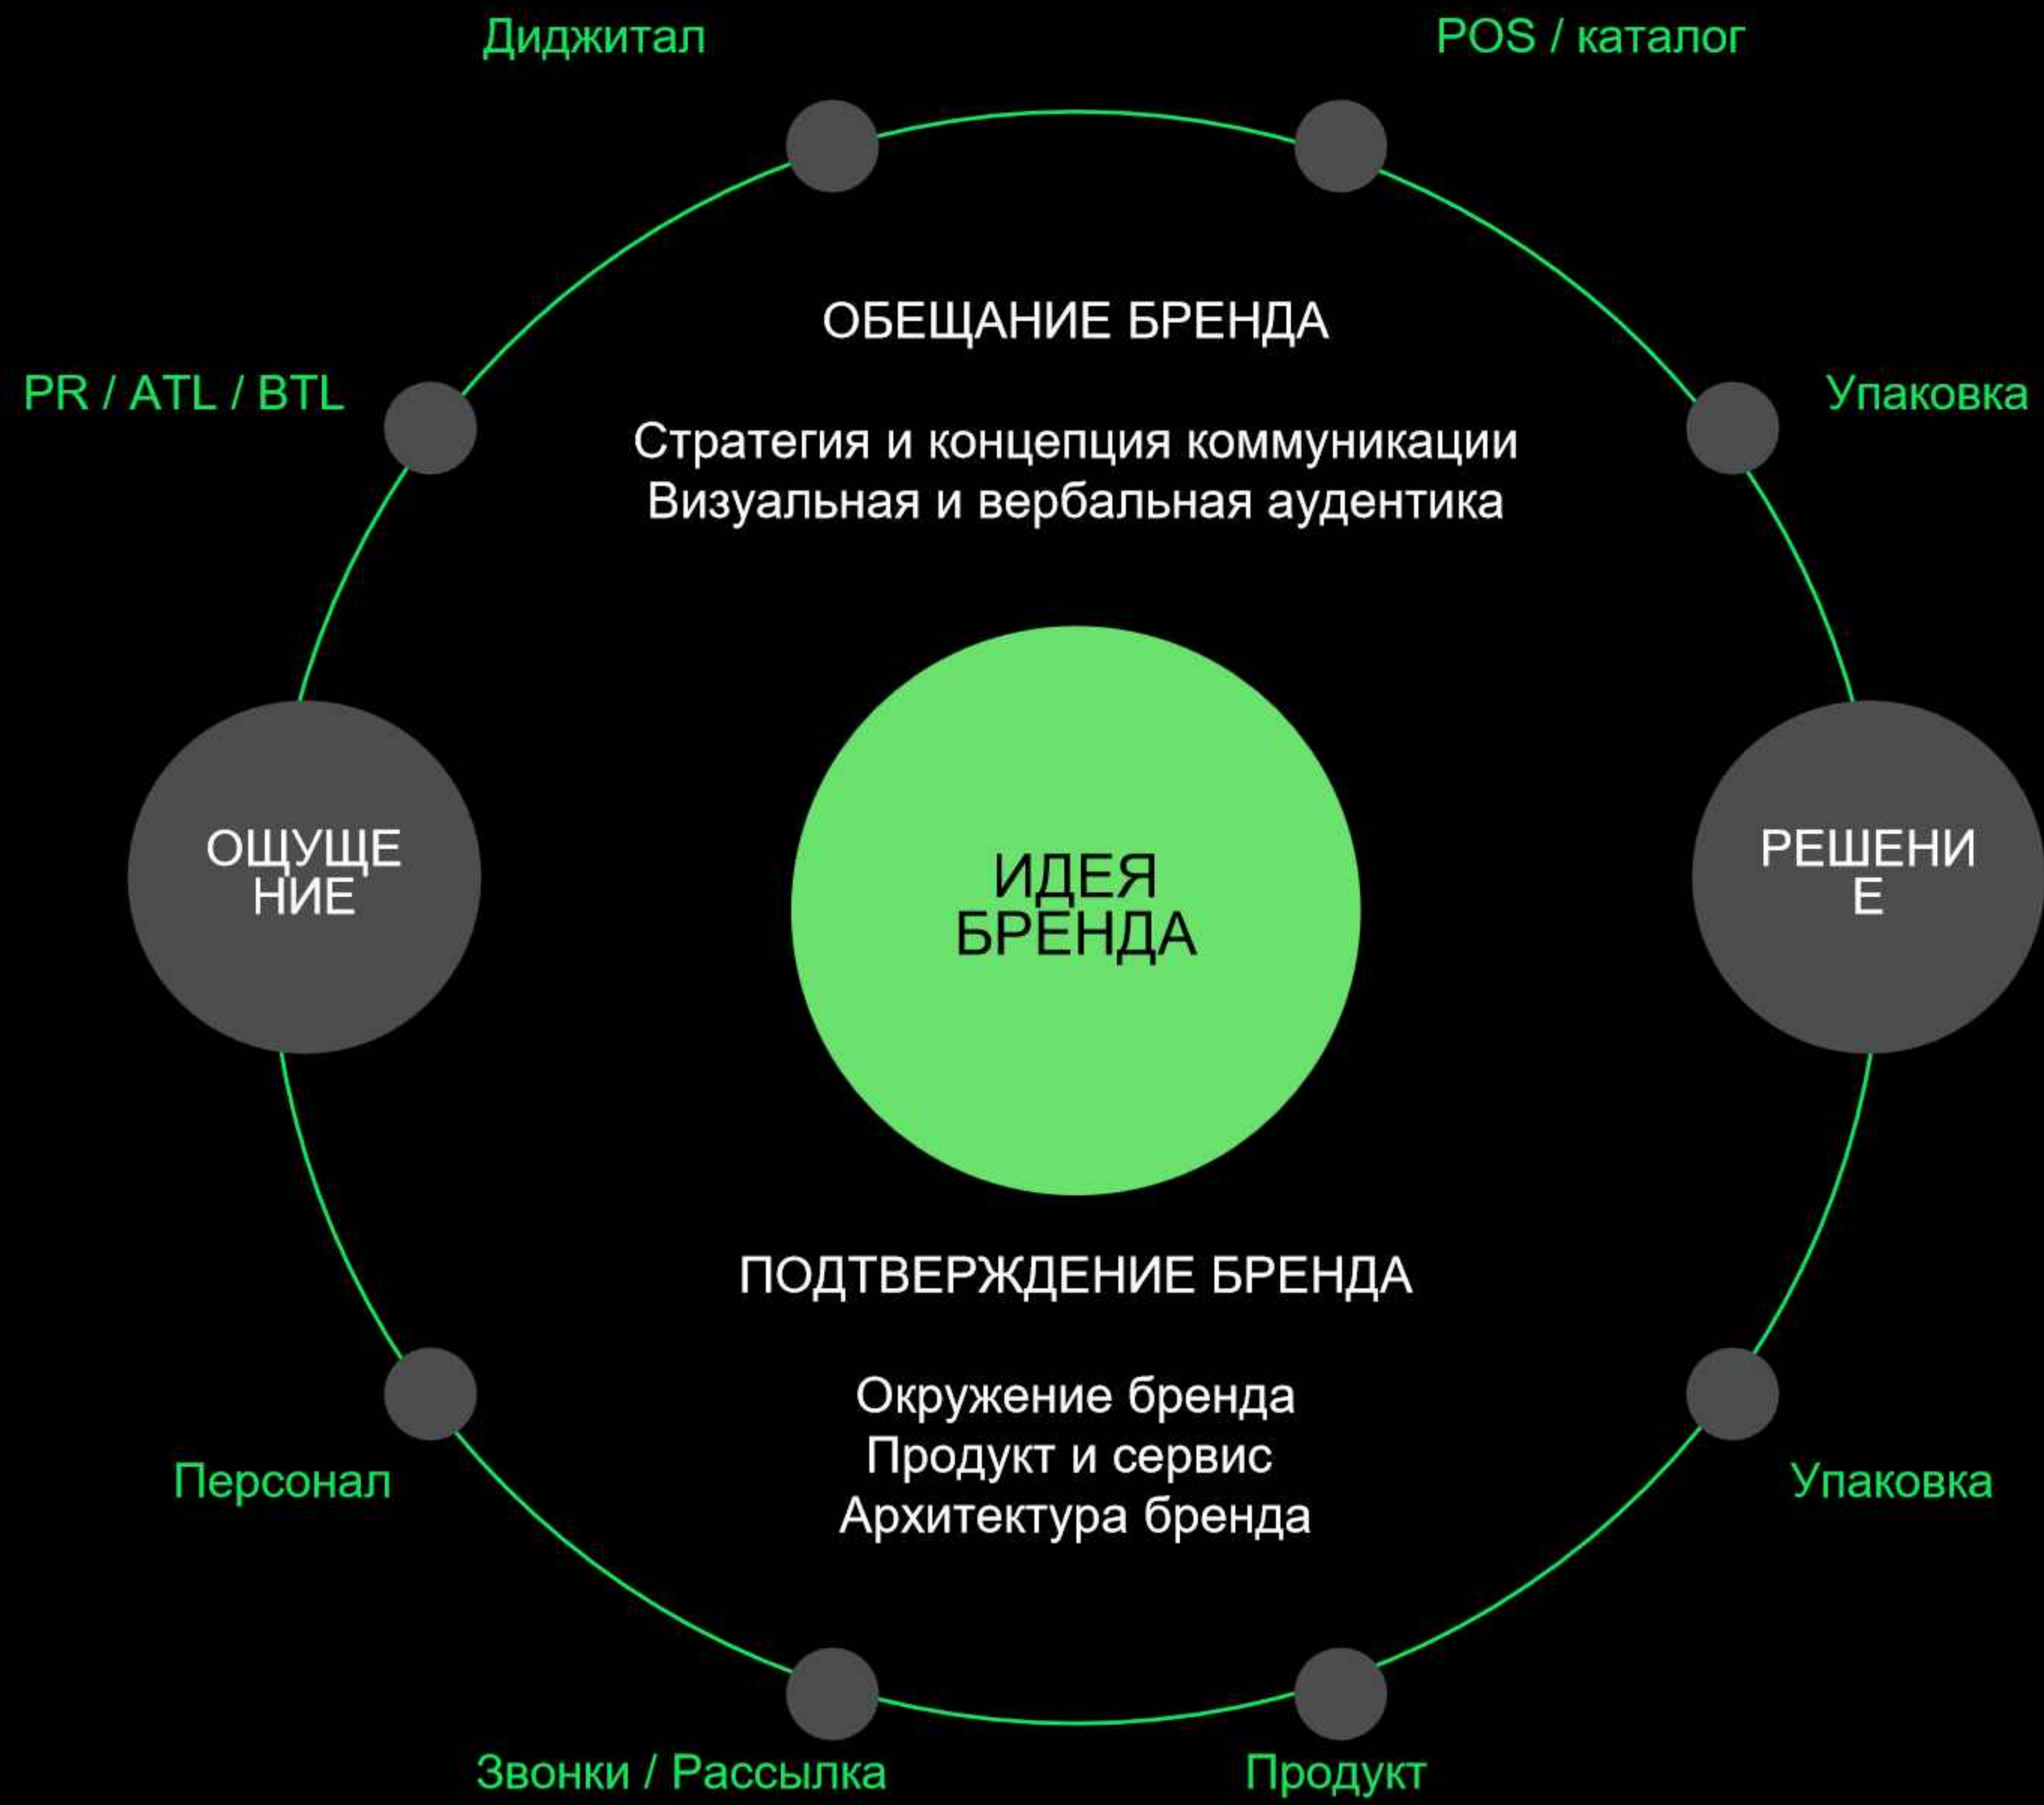 Диджитал
POS / каталог
ОБЕЩАНИЕ БРЕНДА
PR / ATL / BTL
Упаковка
Стратегия и концепция коммуникации
Визуальная и вербальная аудентика
ОЩУЩЕ
НИЕ
ИДЕЯ
БРЕНДА
РЕШЕНИ
Е
ПОДТВЕРЖДЕНИЕ БРЕНДА
Окружение бренда
Продукт и сервис
Архитектура бренда
Персонал
Упаковка
Звонки / Рассылка
Продукт